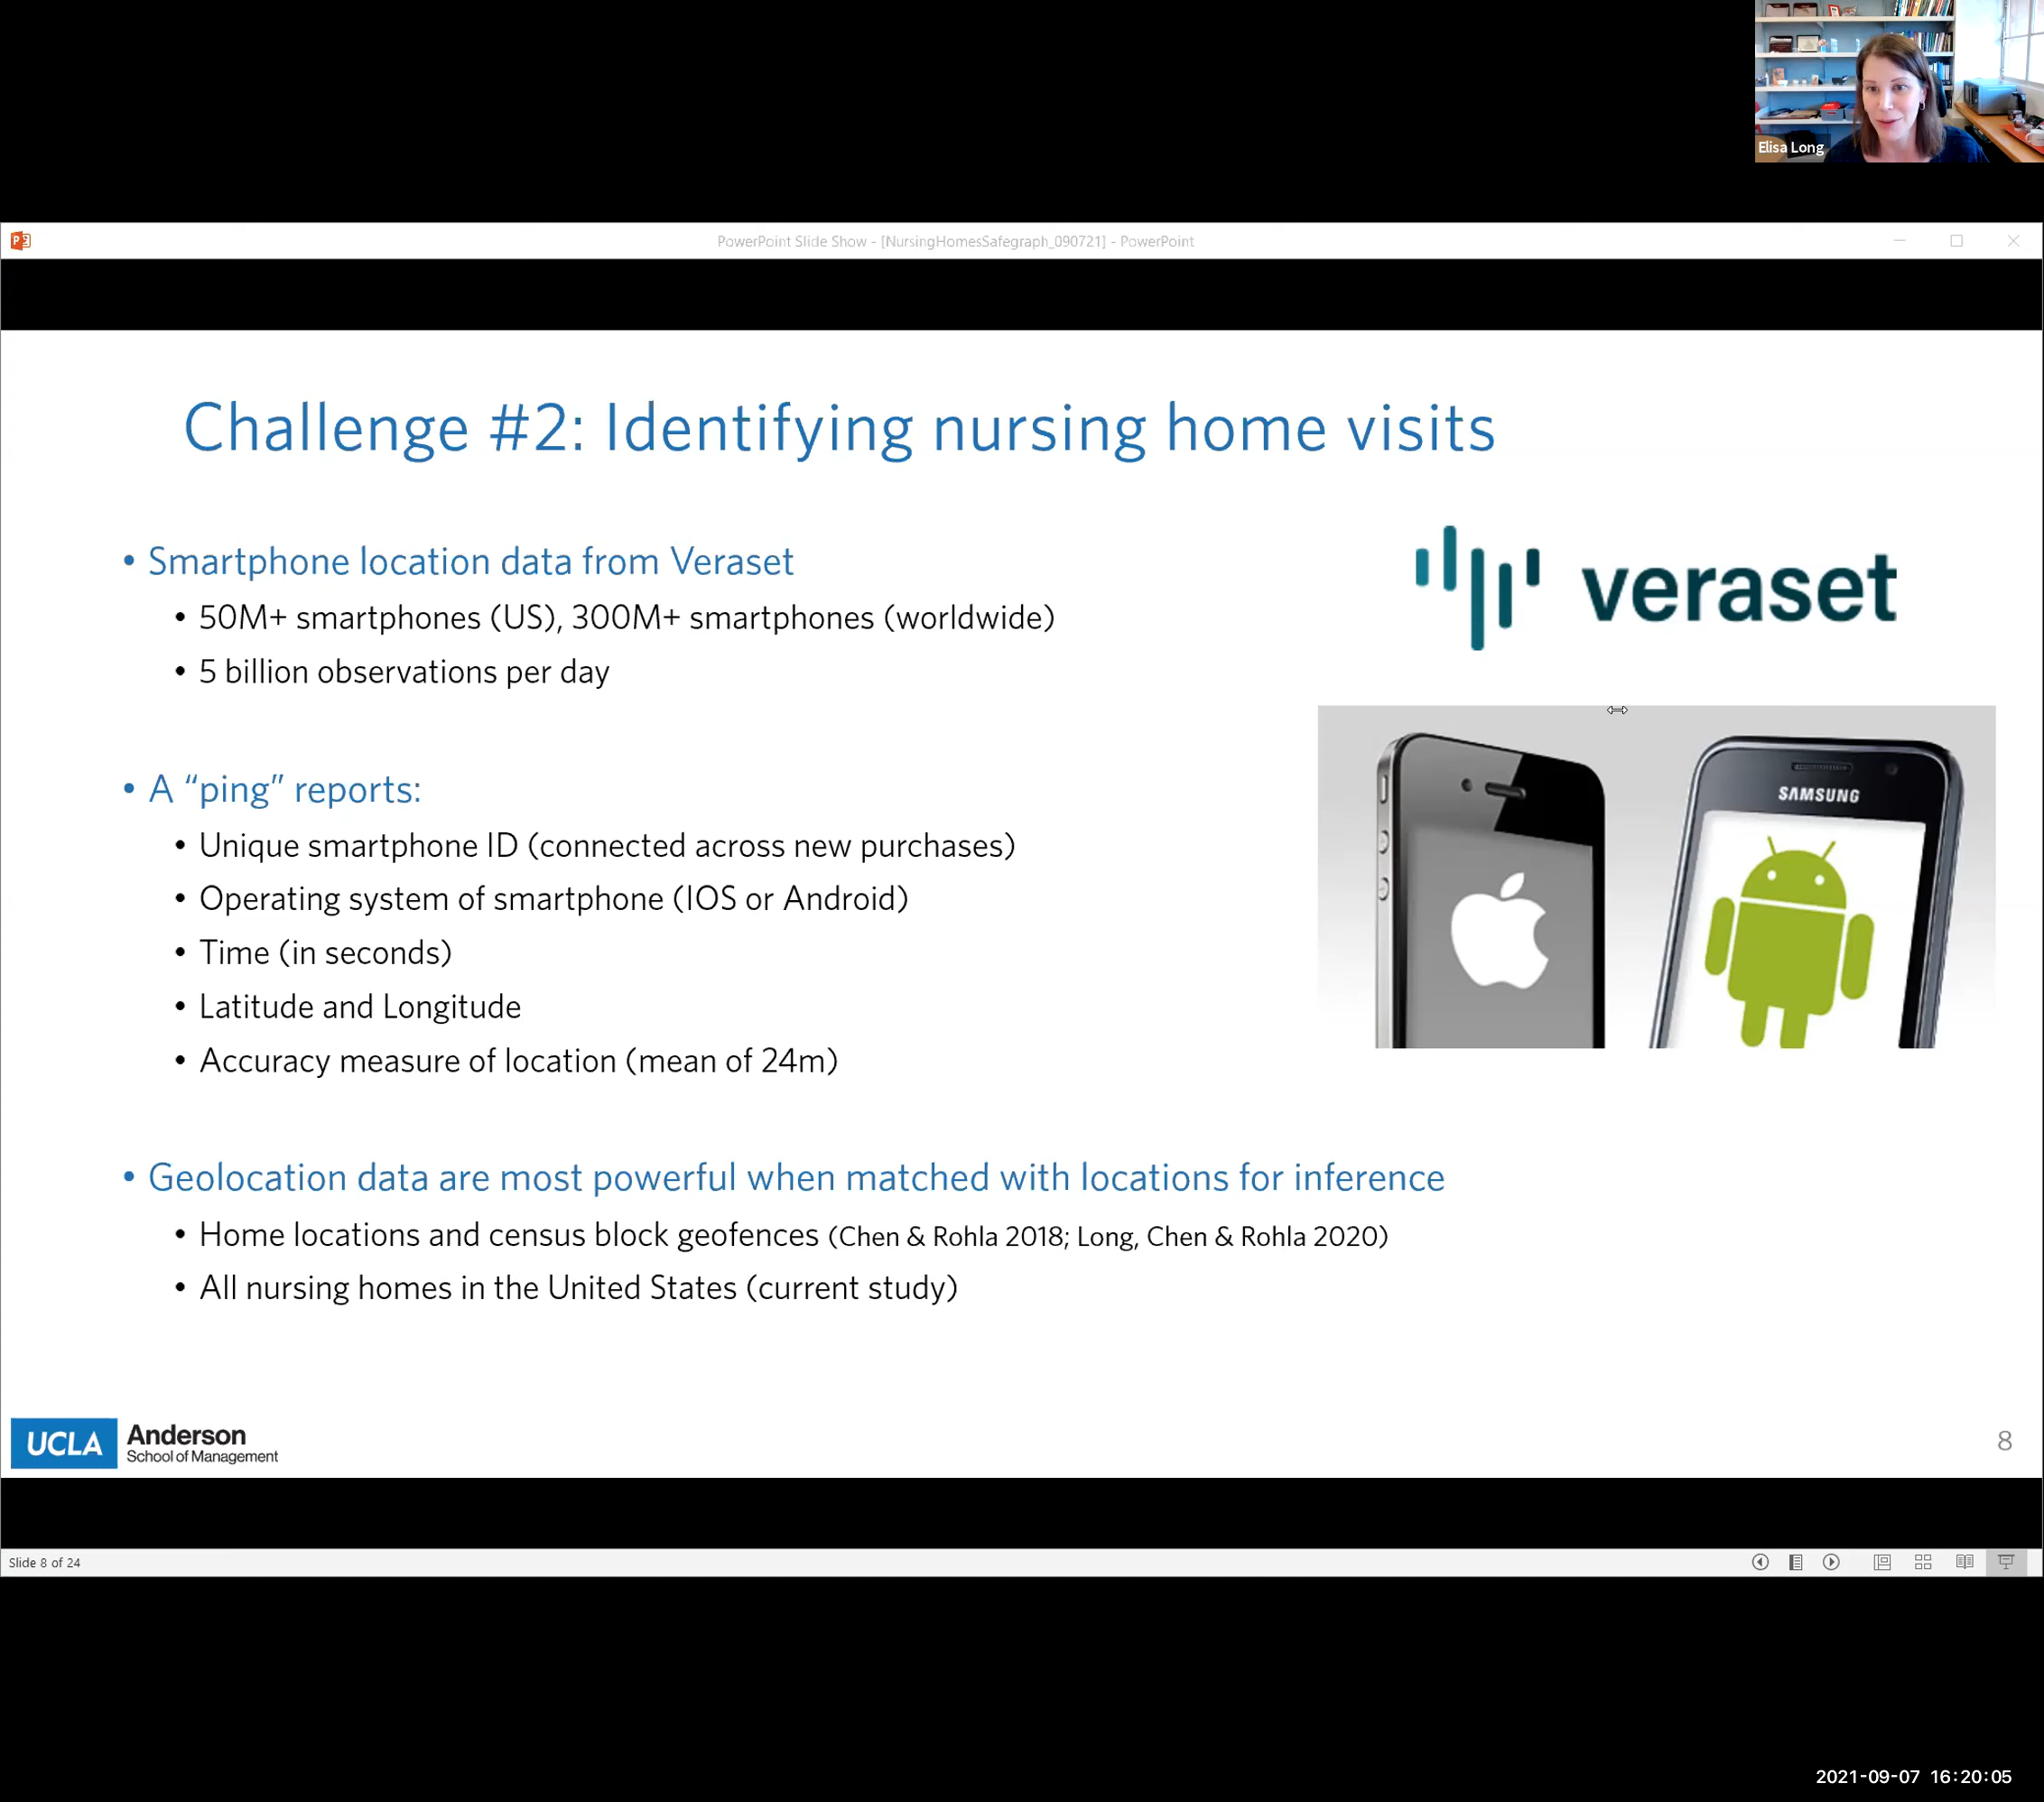 Elisa Long
PowerPoint Slide Show - [NursingHomesSafegraph_090721] - PowerPoint
Challenge #2: Identifying nursing home visits
• Smartphone location data from Veraset
• 50M+ smartphones (US), 300M+ smartphones (worldwide)
• 5 billion observations per day
veraset
SAMSUNG
• A “ping” reports:
• Unique smartphone ID (connected across new purchases)
• Operating system of smartphone (IOS or Android)
• Time (in seconds)
• Latitude and Longitude
• Accuracy measure of location (mean of 24m)
• Geolocation data are most powerful when matched with locations for inference
• Home locations and census block geofences (Chen & Rohla 2018; Long, Chen & Rohla 2020)
• All nursing homes in the United States (current study)
UCLA Anderson
School of Management
8
Slide 8 of 24
2021-09-07 16:20:05